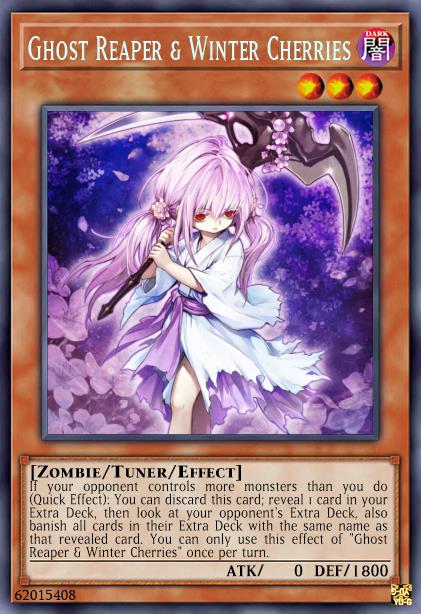 GHOST REAPER & WINTER CHERRIES
DARK
闇
[ZOMBIE/TUNER/EFFECT]
If your opponent controls more monsters than you do
(Quick Effect): You can discard this card; reveal 1 card in your
Extra Deck, then look at your opponent's Extra Deck, also
banish all cards in their Extra Deck with the same name as
that revealed card. You can only use this effect of "Ghost
Reaper & Winter Cherries" once per turn.
ATK/ 0 DEF/1800
62015408